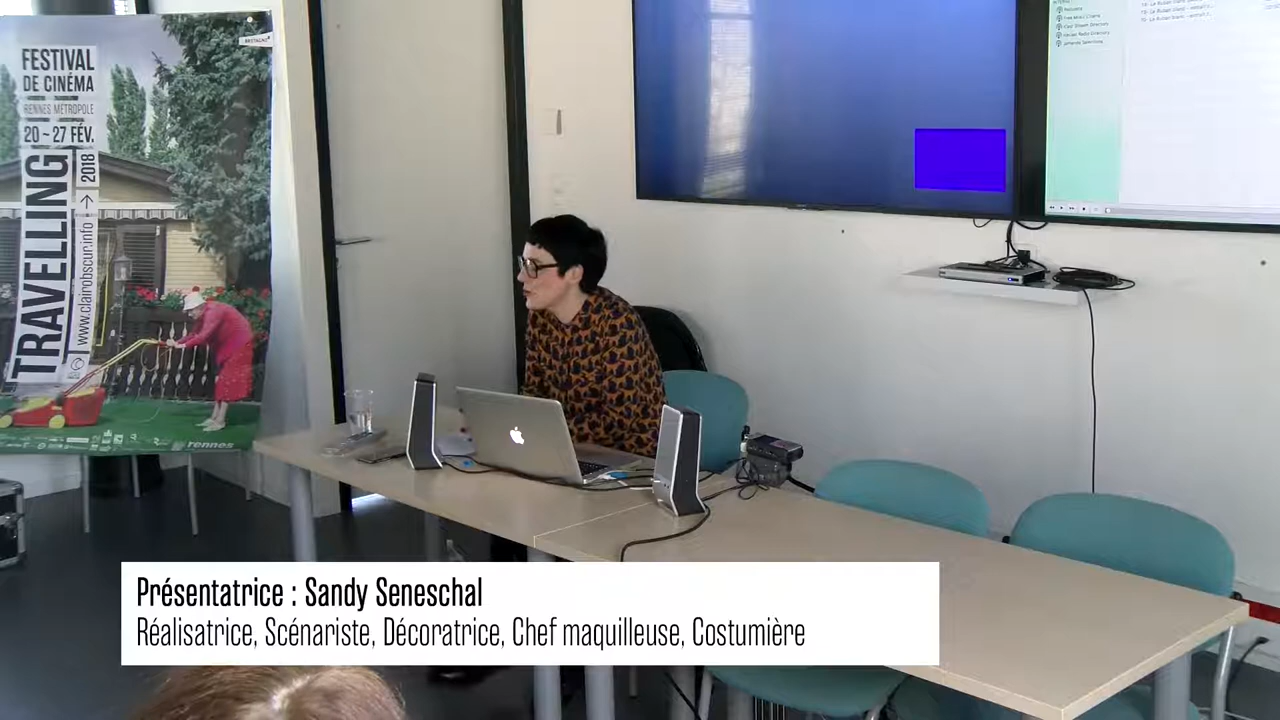 FESTIVAL
DE CINÉMA
RENNES MÉTROPOLE
20 ~ 27 FÉV.
TRAVELLING
2018
www.clairobscur.info
BRETAGNE
rennes
Présentatrice : Sandy Seneschal
Réalisatrice, Scénariste, Décoratrice, Chef maquilleuse, Costumière